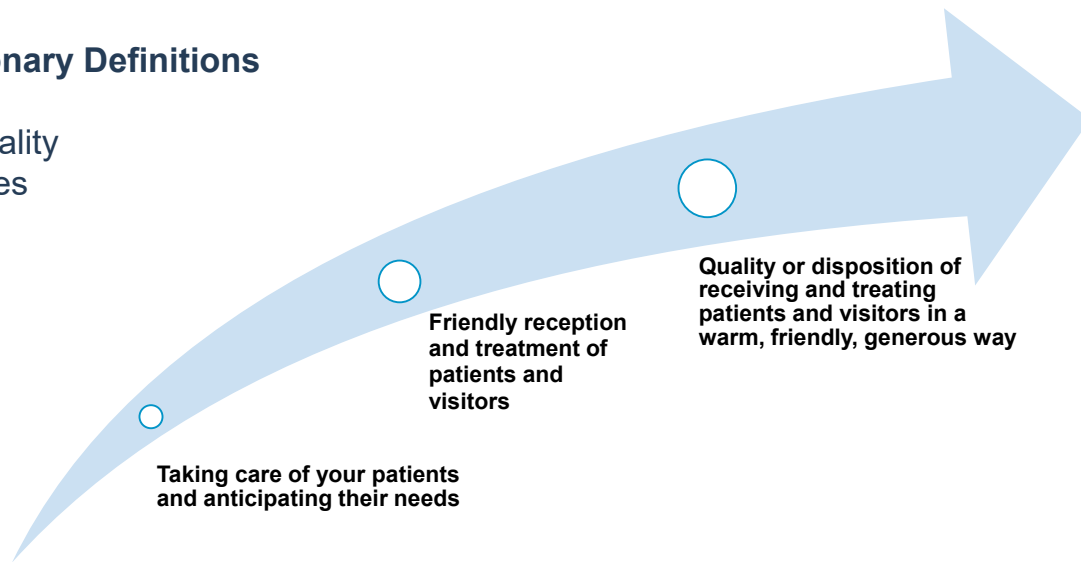 nary Definitions
ality
es
Quality or disposition of
receiving and treating
patients and visitors in a
warm, friendly, generous way
Friendly reception
and treatment of
patients and
visitors
Taking care of your patients
and anticipating their needs